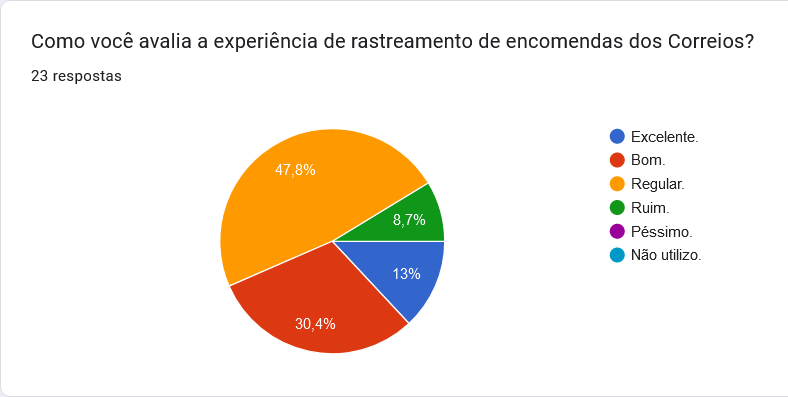 Como você avalia a experiência de rastreamento de encomendas dos Correios?
23 respostas
47,8%
8,7%
13%
30,4%
Excelente.
Bom.
Regular.
Ruim.
Péssimo.
Não utilizo.